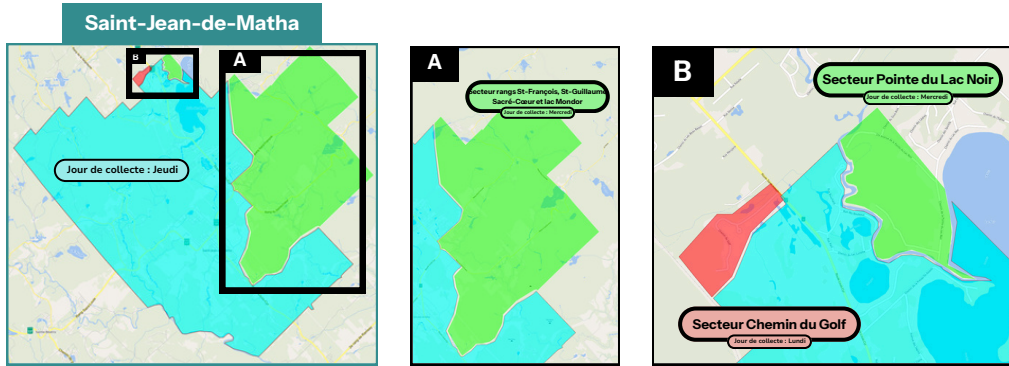 Saint-Jean-de-Matha
B
A
Jour de collecte : Jeudi
A
Secteur rangs St-François, St-Guillaume
Sacré-Cœur et lac Mondor
Jour de collecte : Mercredi
B
Secteur Pointe du Lac Noir
Jour de collecte : Mercredi
Secteur Chemin du Golf
Jour de collecte : Lundi